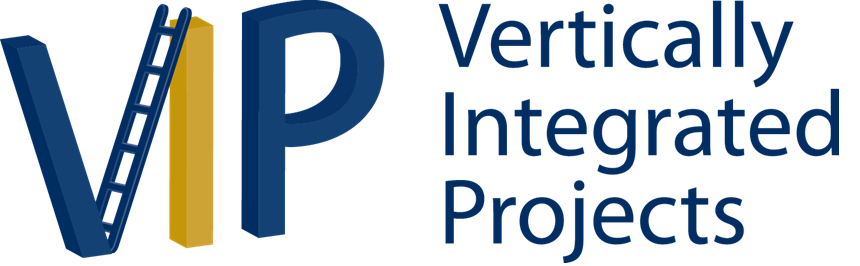 VIP
Vertically
Integrated
Projects